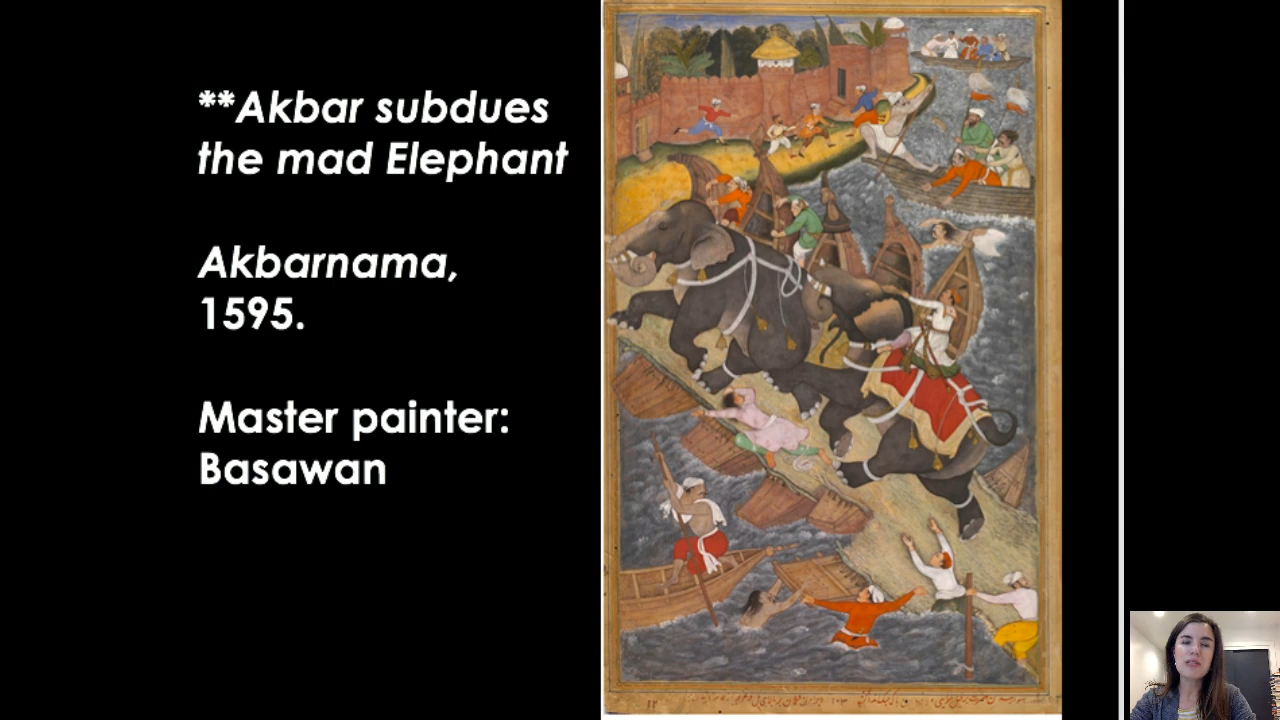 **Akbar subdues
the mad Elephant
Akbarnama,
1595.
Master painter:
Basawan